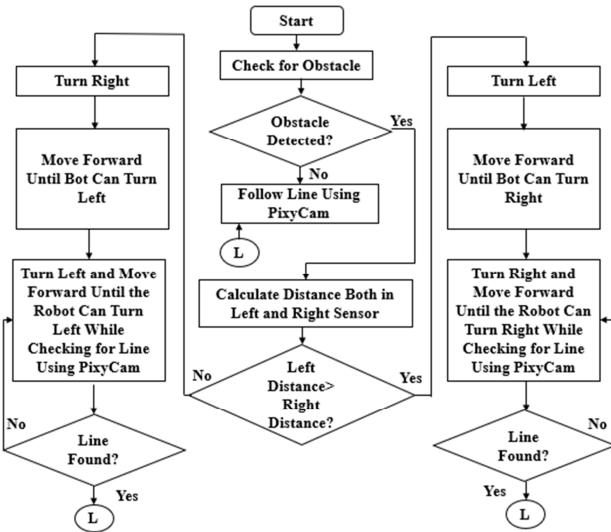 Start
Check for Obstacle
Obstacle
Detected?
Yes
No
Follow Line Using
PixyCam
L
Calculate Distance Both in
Left and Right Sensor
Left
Distance>
Right
Distance?
No
Yes
Turn Right
Move Forward
Until Bot Can Turn
Left
Turn Left and Move
Forward Until the
Robot Can Turn
Left While
Checking for Line
Using PixyCam
No
Line
Found?
Yes
L
Turn Left
Move Forward
Until Bot Can Turn
Right
Turn Right and
Move Forward
Until the Robot Can
Turn Right While
Checking for Line
Using PixyCam
No
Line
Found?
Yes
L